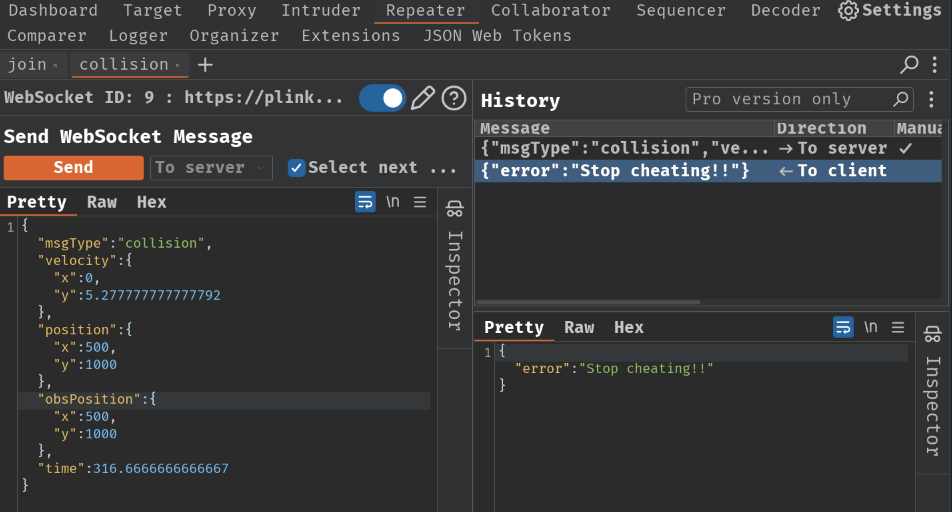 Dashboard Target Proxy Intruder Repeater Collaborator Sequencer Decoder Settings
Comparer Logger Organizer Extensions JSON Web Tokens
join × collision × +
WebSocket ID: 9 : https://plink...
Send WebSocket Message
Send To server Select next ...
Pretty Raw Hex \n
1 {
"msgType":"collision",
"velocity":{
"x":0,
"y":5.277777777777792
},
"position":{
"x":500,
"y":1000
},
"obsPosition":{
"x":500,
"y":1000
},
"time":316.6666666666667
}
Inspector
History Pro version only
Message Direction Manua
{"msgType":"collision","ve... → To server ✓
{"error":"Stop cheating!!"} ← To client
Pretty Raw Hex \n
1 {
"error":"Stop cheating!!"
}
Inspector